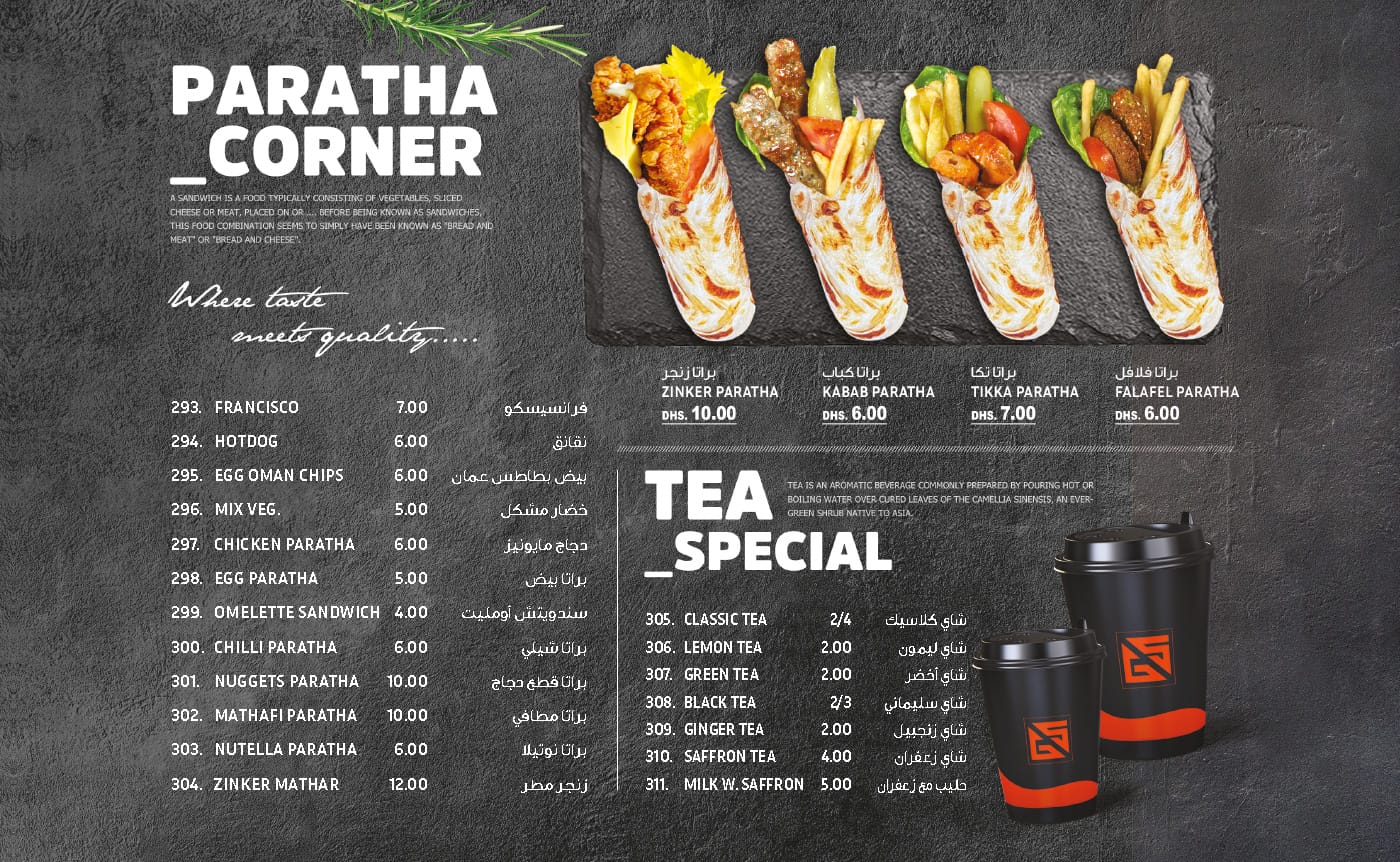 PARATHA
_CORNER
A SANDWICH IS A FOOD TYPICALLY CONSISTING OF VEGETABLES, SLICED
CHEESE OR MEAT, PLACED ON OR .... BEFORE BEING KNOWN AS SANDWICHES,
THIS FOOD COMBINATION SEEMS TO SIMPLY HAVE BEEN KNOWN AS "BREAD AND
MEAT" OR "BREAD AND CHEESE".
Where taste
meets quality.....
293. FRANCISCO 7.00 فرانسيسكو
294. HOTDOG 6.00 نقانق
295. EGG OMAN CHIPS 6.00 بيض بطاطس عمان
296. MIX VEG. 5.00 خضار مشكل
297. CHICKEN PARATHA 6.00 دجاج مايونيز
298. EGG PARATHA 5.00 براتا بيض
299. OMELETTE SANDWICH 4.00 سندويتش أومليت
300. CHILLI PARATHA 6.00 براتا شيلي
301. NUGGETS PARATHA 10.00 براتا قطع دجاج
302. MATHAFI PARATHA 10.00 براتا مطافي
303. NUTELLA PARATHA 6.00 براتا نوتيلا
304. ZINKER MATHAR 12.00 زنجر مطر
براتا زنجر
ZINKER PARATHA
DHS. 10.00
براتا كباب
KABAB PARATHA
DHS. 6.00
براتا تكا
TIKKA PARATHA
DHS. 7.00
براتا فلافل
FALAFEL PARATHA
DHS. 6.00
TEA
_SPECIAL
TEA IS AN AROMATIC BEVERAGE COMMONLY PREPARED BY POURING HOT OR
BOILING WATER OVER CURED LEAVES OF THE CAMELLIA SINENSIS, AN EVER-
GREEN SHRUB NATIVE TO ASIA.
305. CLASSIC TEA 2/4 شاي كلاسيك
306. LEMON TEA 2.00 شاي ليمون
307. GREEN TEA 2.00 شاي أخضر
308. BLACK TEA 2/3 شاي سليماني
309. GINGER TEA 2.00 شاي زنجبيل
310. SAFFRON TEA 4.00 شاي زعفران
311. MILK W. SAFFRON 5.00 حليب مع زعفران